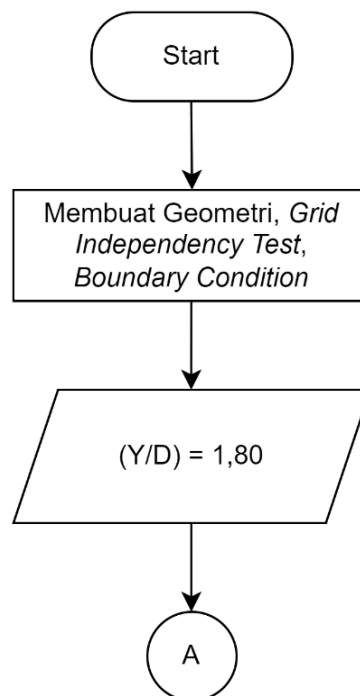 Start
Membuat Geometri, Grid
Independency Test,
Boundary Condition
(Y/D) = 1,80
A